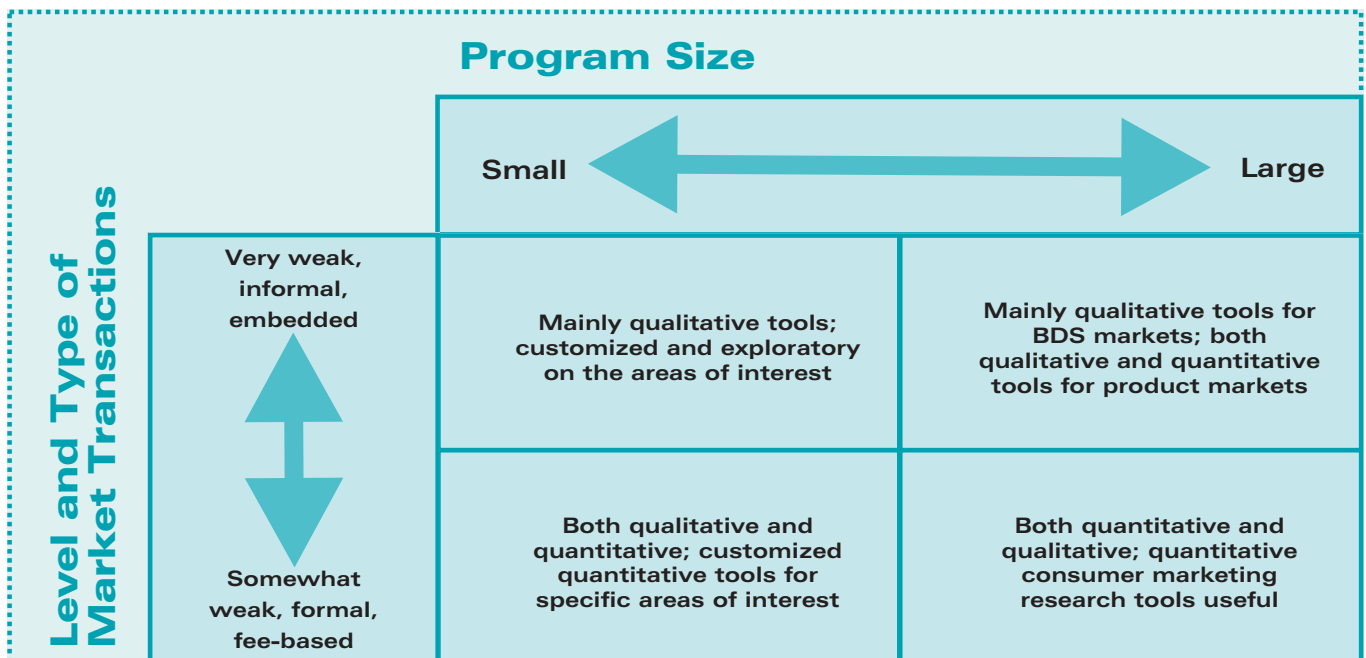 Program Size
Small
Large
Level and Type of
Market Transactions
Very weak,
informal,
embedded
Somewhat
weak, formal,
fee-based
Mainly qualitative tools;
customized and exploratory
on the areas of interest
Mainly qualitative tools for
BDS markets; both
qualitative and quantitative
tools for product markets
Both qualitative and
quantitative; customized
quantitative tools for
specific areas of interest
Both quantitative and
qualitative; quantitative
consumer marketing
research tools useful